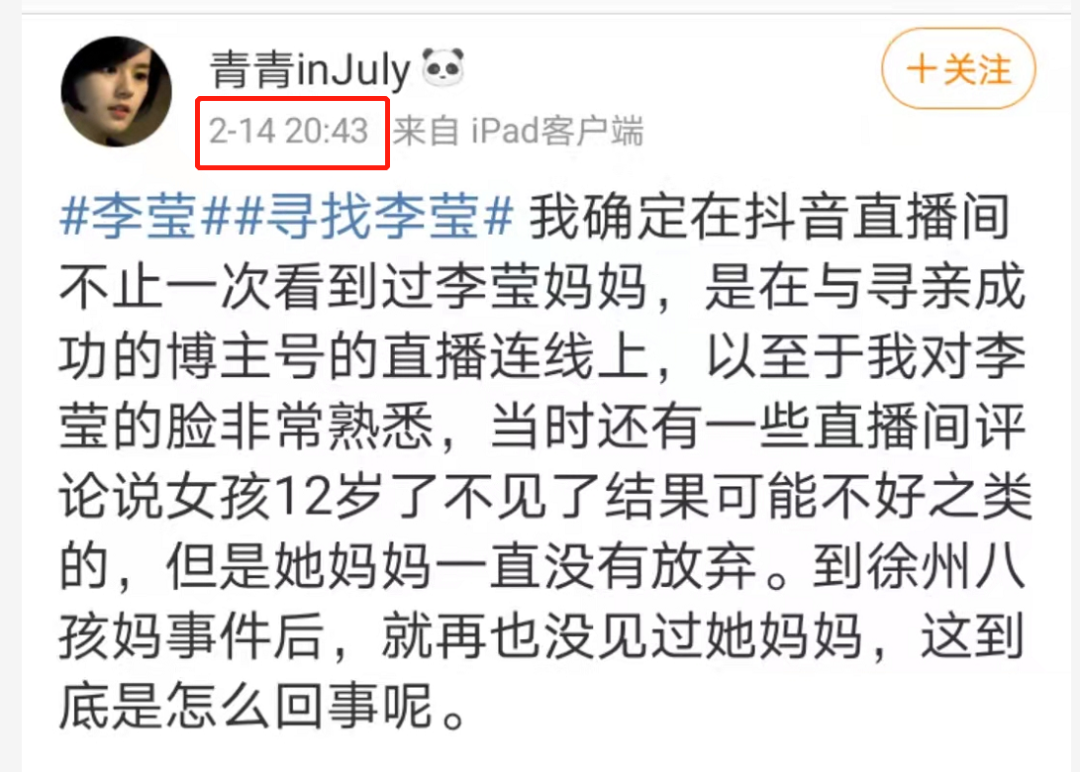 青青inJuly🐼
+关注
2-14 20:43 来自 iPad客户端
#李莹##寻找李莹# 我确定在抖音直播间
不止一次看到过李莹妈妈，是在与寻亲成
功的博主号的直播连线上，以至于我对李
莹的脸非常熟悉，当时还有一些直播间评
论说女孩12岁了不见了结果可能不好之类
的，但是她妈妈一直没有放弃。到徐州八
孩妈事件后，就再也没见过她妈妈，这到
底是怎么回事呢。